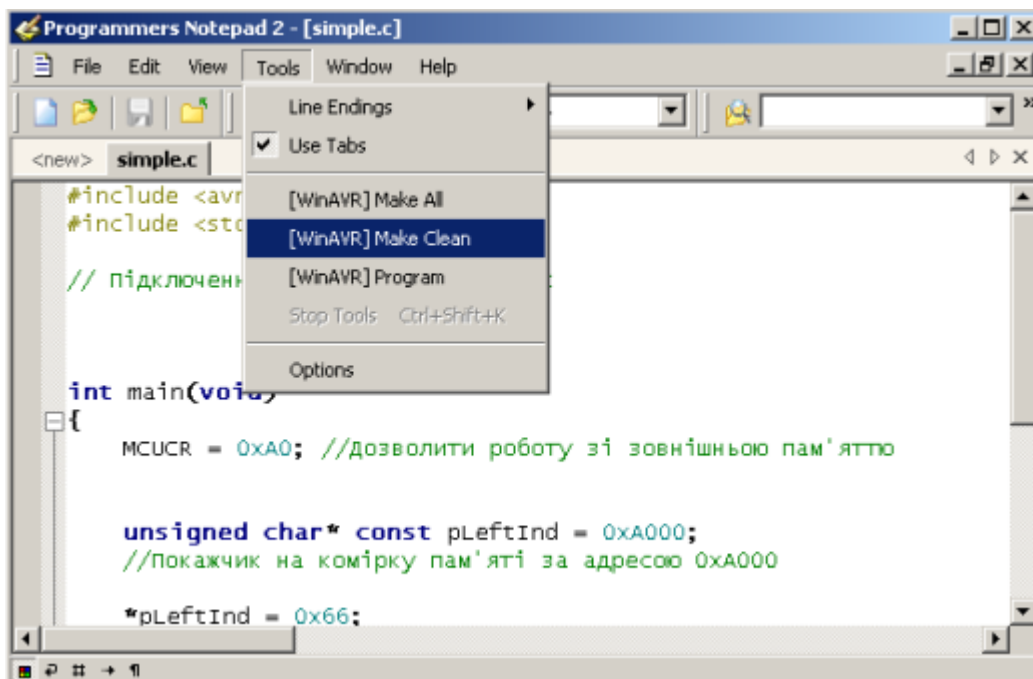 Programmers Notepad 2 - [simple.c]
File Edit View Tools Window Help
Line Endings
Use Tabs
[WinAVR] Make All
[WinAVR] Make Clean
[WinAVR] Program
Stop Tools Ctrl+Shift+K
Options
<new> simple.c
#include <avr
#include <std
// Підключенн
int main(void)
{
MCUCR = 0xA0; //Дозволити роботу зі зовнішньою пам'яттю
unsigned char* const pLeftInd = 0xA000;
//Покажчик на комірку пам'яті за адресою 0xA000
*pLeftInd = 0x66;